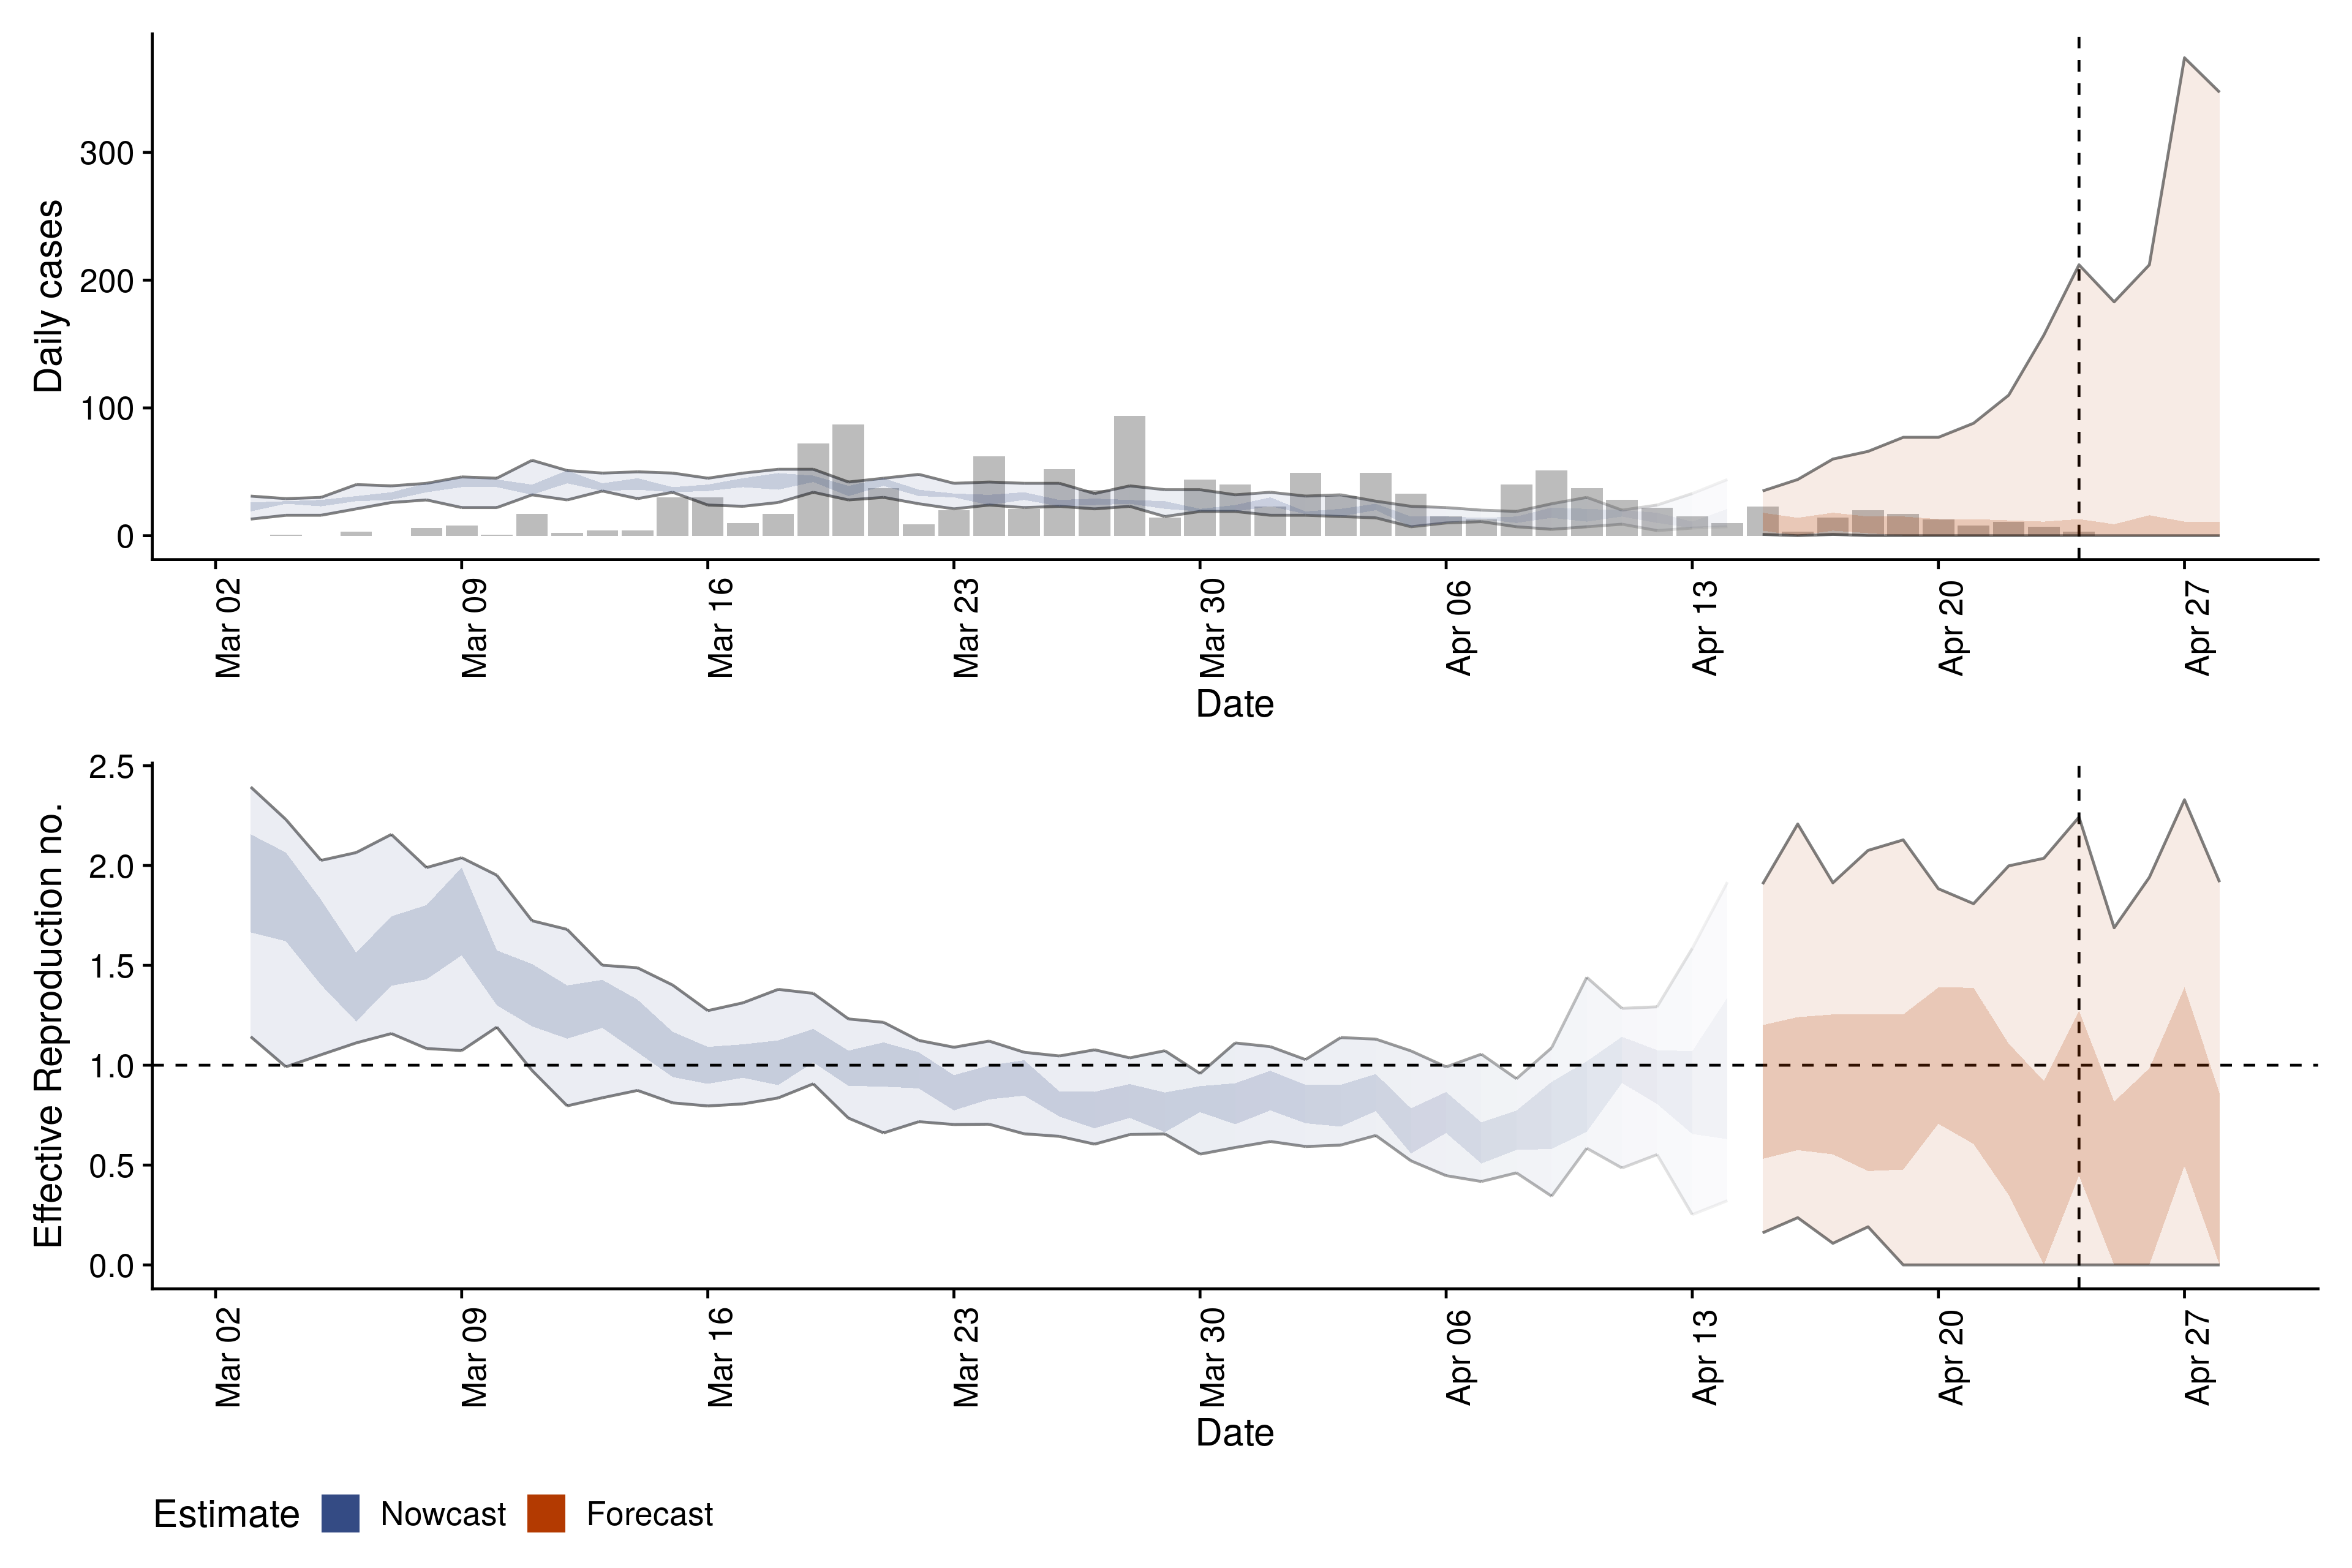 Daily cases
300
200
100
0
Mar 02
Mar 09
Mar 16
Mar 23
Mar 30
Apr 06
Apr 13
Apr 20
Apr 27
Date
Effective Reproduction no.
2.5
2.0
1.5
1.0
0.5
0.0
Mar 02
Mar 09
Mar 16
Mar 23
Mar 30
Apr 06
Apr 13
Apr 20
Apr 27
Date
Estimate Nowcast Forecast